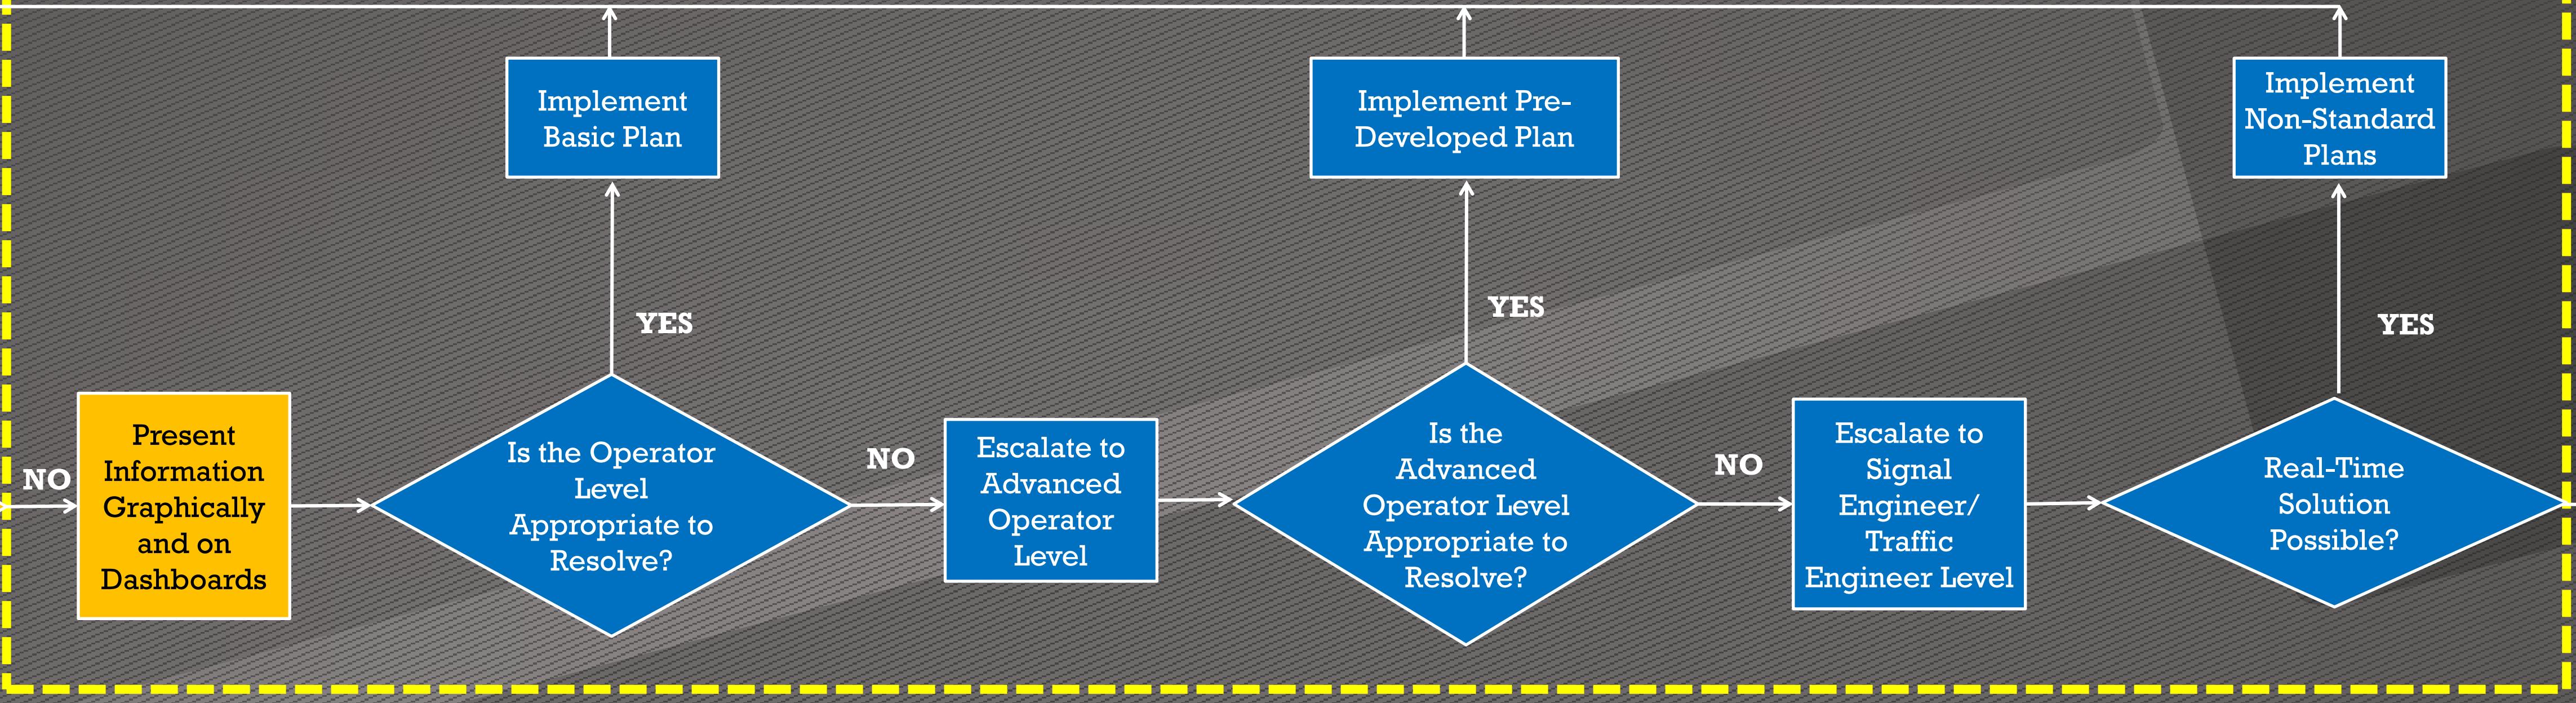 Implement
Basic Plan
Implement Pre-
Developed Plan
Implement
Non-Standard
Plans
YES
YES
YES
NO
Present
Information
Graphically
and on
Dashboards
Is the Operator
Level
Appropriate to
Resolve?
NO
Escalate to
Advanced
Operator
Level
Is the
Advanced
Operator Level
Appropriate to
Resolve?
NO
Escalate to
Signal
Engineer/
Traffic
Engineer Level
Real-Time
Solution
Possible?